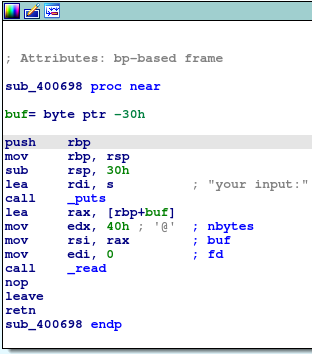 ; Attributes: bp-based frame
sub_400698 proc near
buf= byte ptr -30h
push    rbp
mov     rbp, rsp
sub     rsp, 30h
lea     rdi, s          ; "your input:"
call    _puts
lea     rax, [rbp+buf]
mov     edx, 40h ; '@'  ; nbytes
mov     rsi, rax        ; buf
mov     edi, 0          ; fd
call    _read
nop
leave
retn
sub_400698 endp